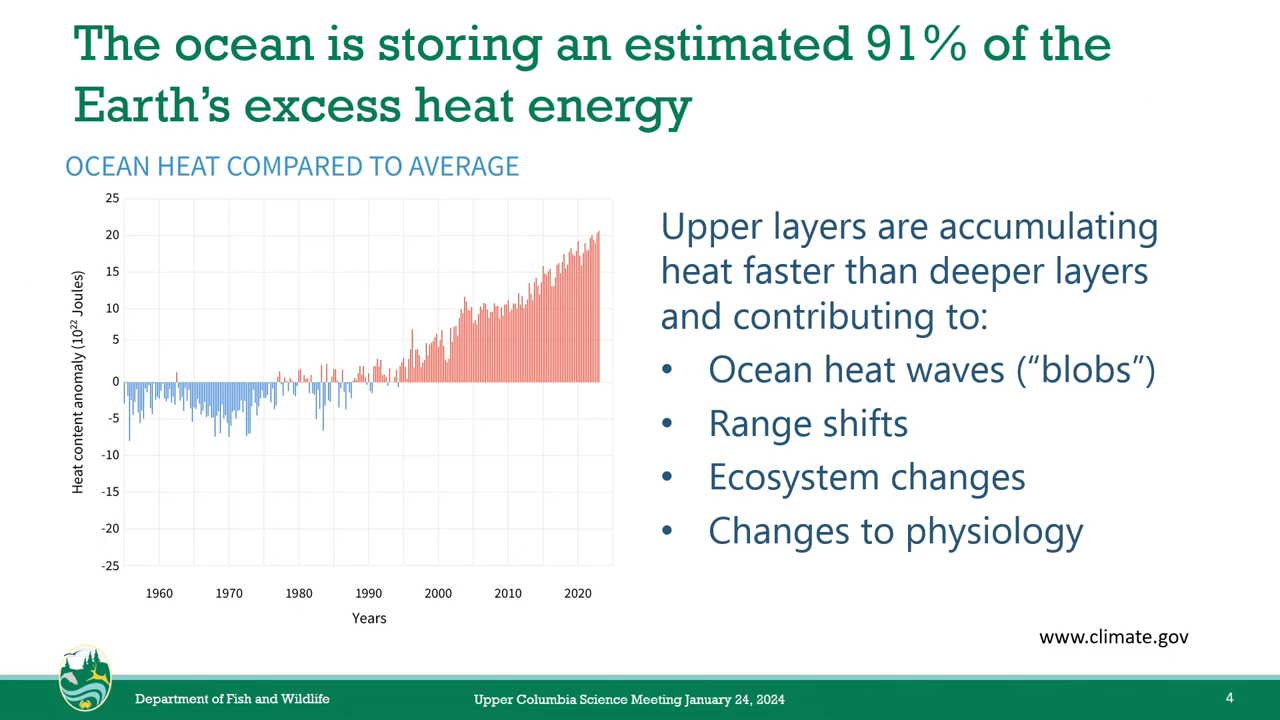 The ocean is storing an estimated 91% of the
Earth’s excess heat energy
OCEAN HEAT COMPARED TO AVERAGE
25
20
15
10
5
0
-5
-10
-15
-20
-25
Heat content anomaly (10²² Joules)
1960 1970 1980 1990 2000 2010 2020
Years
Upper layers are accumulating
heat faster than deeper layers
and contributing to:
• Ocean heat waves (“blobs”)
• Range shifts
• Ecosystem changes
• Changes to physiology
www.climate.gov
Department of Fish and Wildlife
Upper Columbia Science Meeting January 24, 2024
4